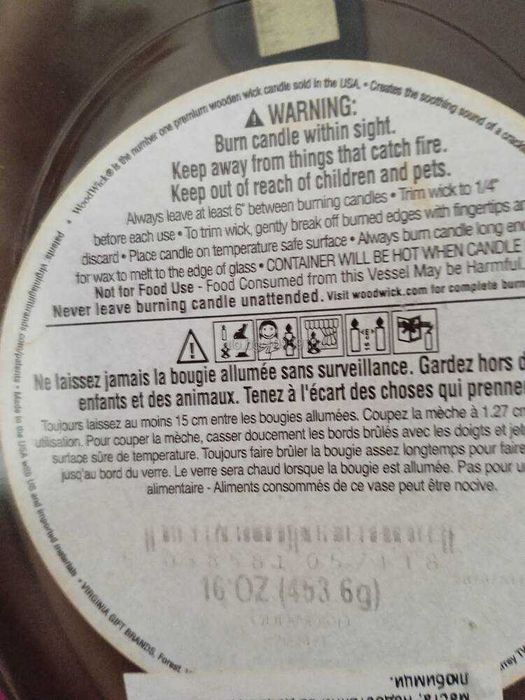 WoodWick® is the number one premium wooden wick candle sold in the USA. • Creates the soothing sound of a
WARNING:
Burn candle within sight.
Keep away from things that catch fire.
Keep out of reach of children and pets.
Always leave at least 6" between burning candles • Trim wick to 1/4"
before each use • To trim wick, gently break off burned edges with fingertips
discard • Place candle on temperature safe surface • Always burn candle long
for wax to melt to the edge of glass • CONTAINER WILL BE HOT WHEN CANDLE
Not for Food Use - Food Consumed from this Vessel May be Harmful.
Never leave burning candle unattended. Visit woodwick.com for complete
Ne laissez jamais la bougie allumée sans surveillance. Gardez hors
enfants et des animaux. Tenez à l'écart des choses qui
Toujours laissez au moins 15 cm entre les bougies allumées. Coupez la mèche à 1.27
utilisation. Pour couper la mèche, casser doucement les bords brûlés avec les doigts et
surface sûre de température. Toujours faire brûler la bougie assez longtemps pour
jusqu'au bord du verre. Le verre sera chaud lorsque la bougie est allumée. Pas pour
alimentaire - Aliments consommés de ce vase peut être nocive.
16 OZ (453.6g)
patents: virginiagiftbrands.com/patents • Made in the USA with US and imported materials • VIRGINIA GIFT BRANDS, Forest